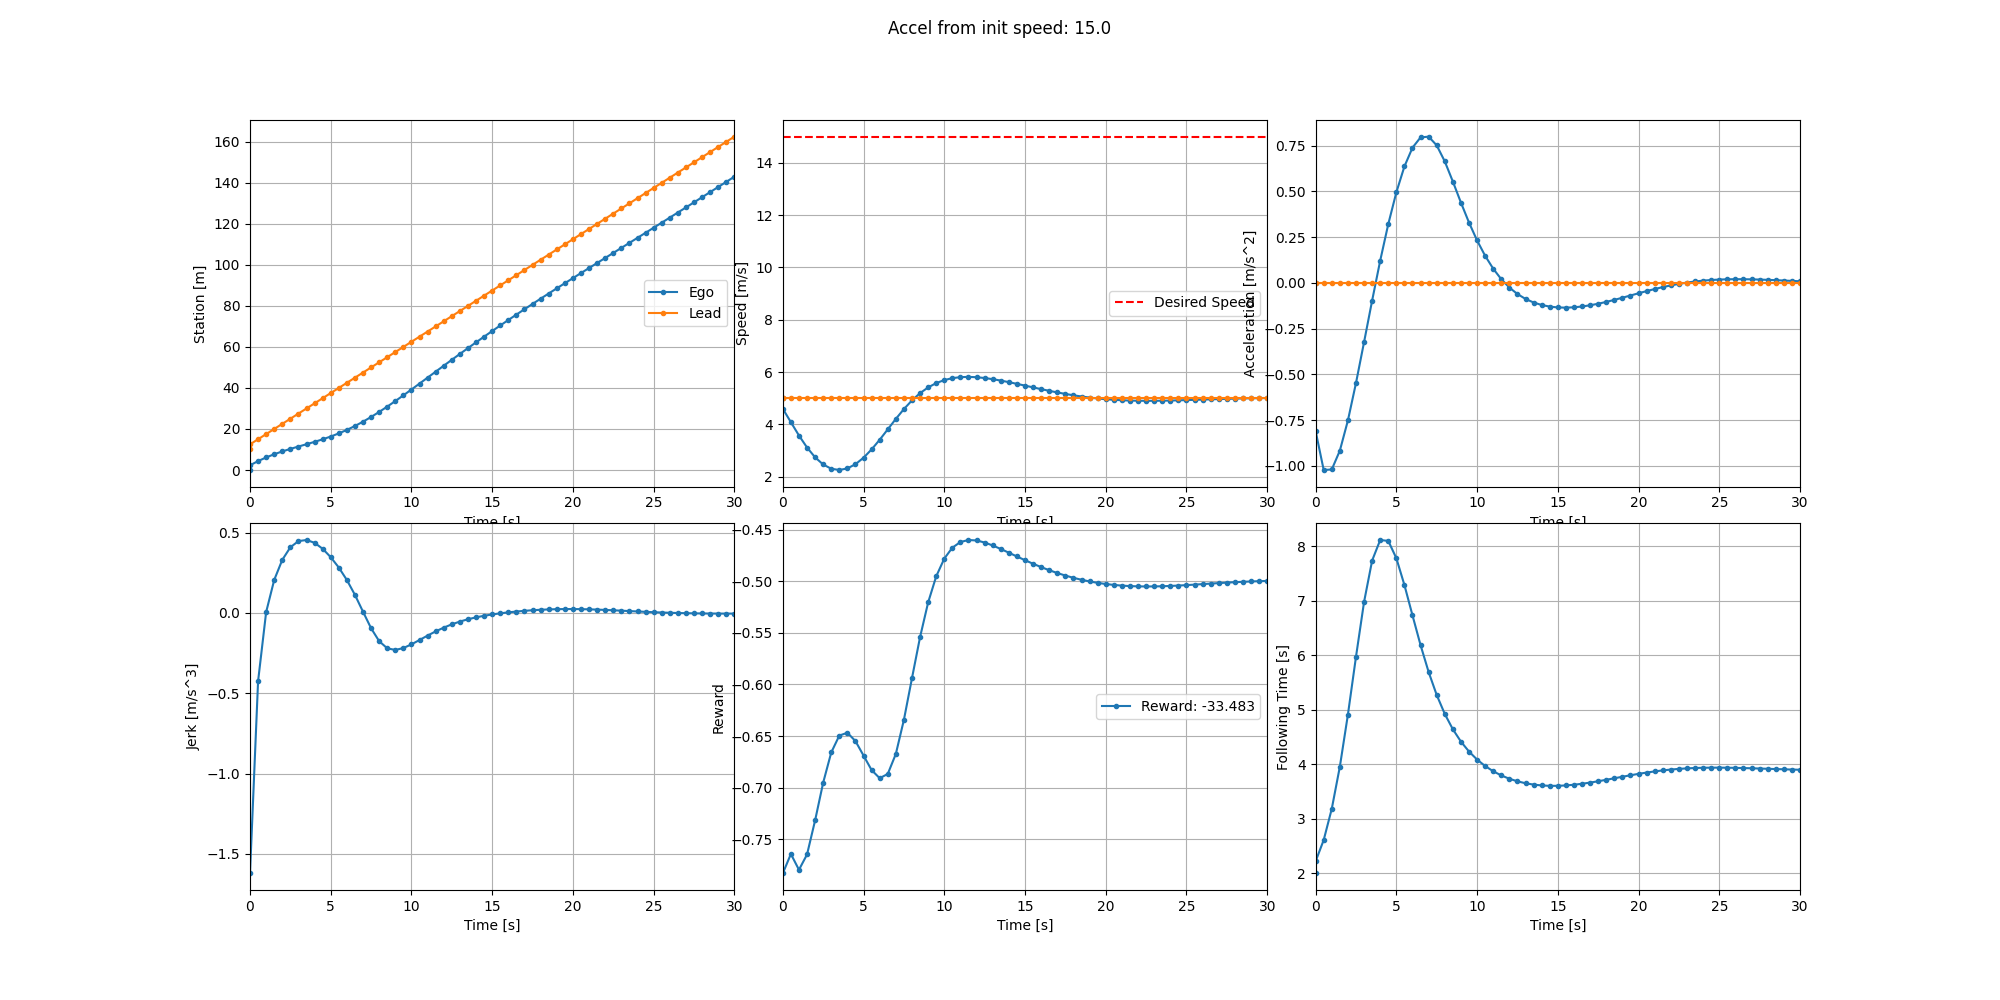 Accel from init speed: 15.0
Station [m]
160
140
120
100
80
60
40
20
0
Ego
Lead
0 5 10 15 20 25 30
Time [s]
Speed [m/s]
14
12
10
8
6
4
2
Desired Speed
0 5 10 15 20 25 30
Time [s]
Acceleration [m/s^2]
0.75
0.50
0.25
0.00
−0.25
−0.50
−0.75
−1.00
0 5 10 15 20 25 30
Time [s]
Jerk [m/s^3]
0.5
0.0
−0.5
−1.0
−1.5
0 5 10 15 20 25 30
Time [s]
Reward
−0.45
−0.50
−0.55
−0.60
−0.65
−0.70
−0.75
Reward: -33.483
0 5 10 15 20 25 30
Time [s]
Following Time [s]
8
7
6
5
4
3
2
0 5 10 15 20 25 30
Time [s]